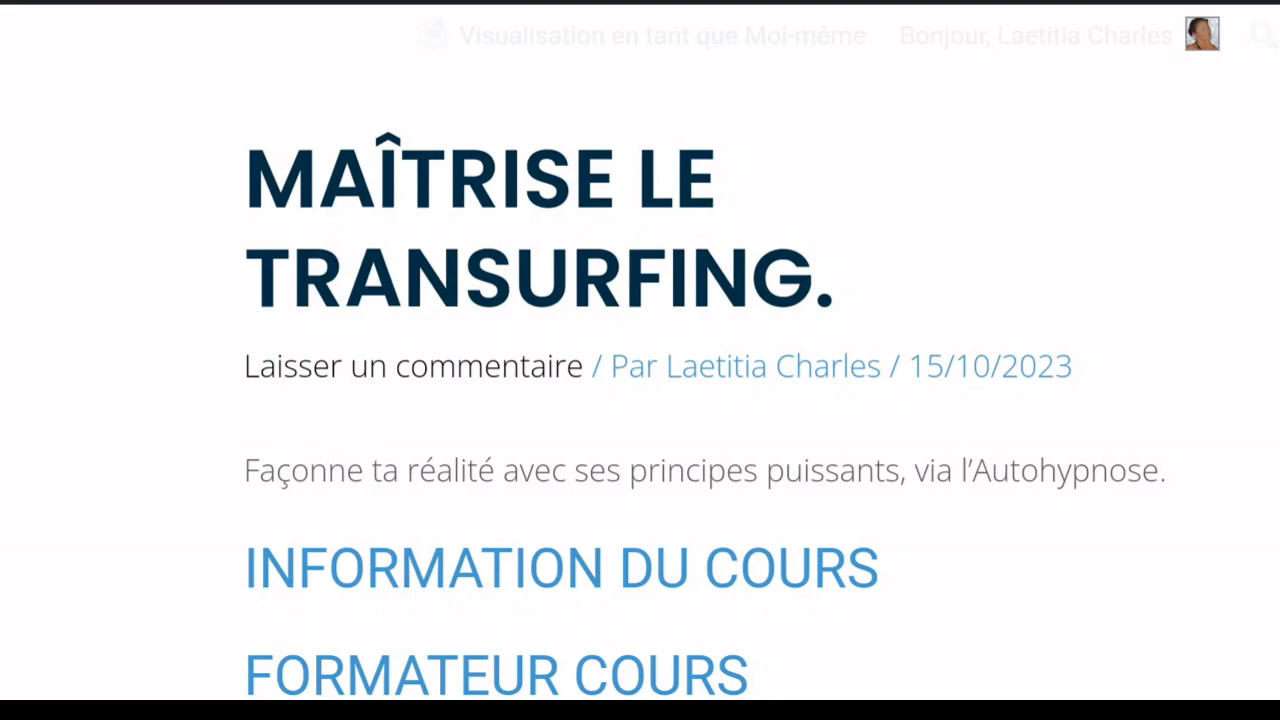 Visualisation en tant que Moi-même Bonjour, Laetitia Charles
MAÎTRISE LE
TRANSURFING.
Laisser un commentaire / Par Laetitia Charles / 15/10/2023
Façonne ta réalité avec ses principes puissants, via l’Autohypnose.
INFORMATION DU COURS
FORMATEUR COURS